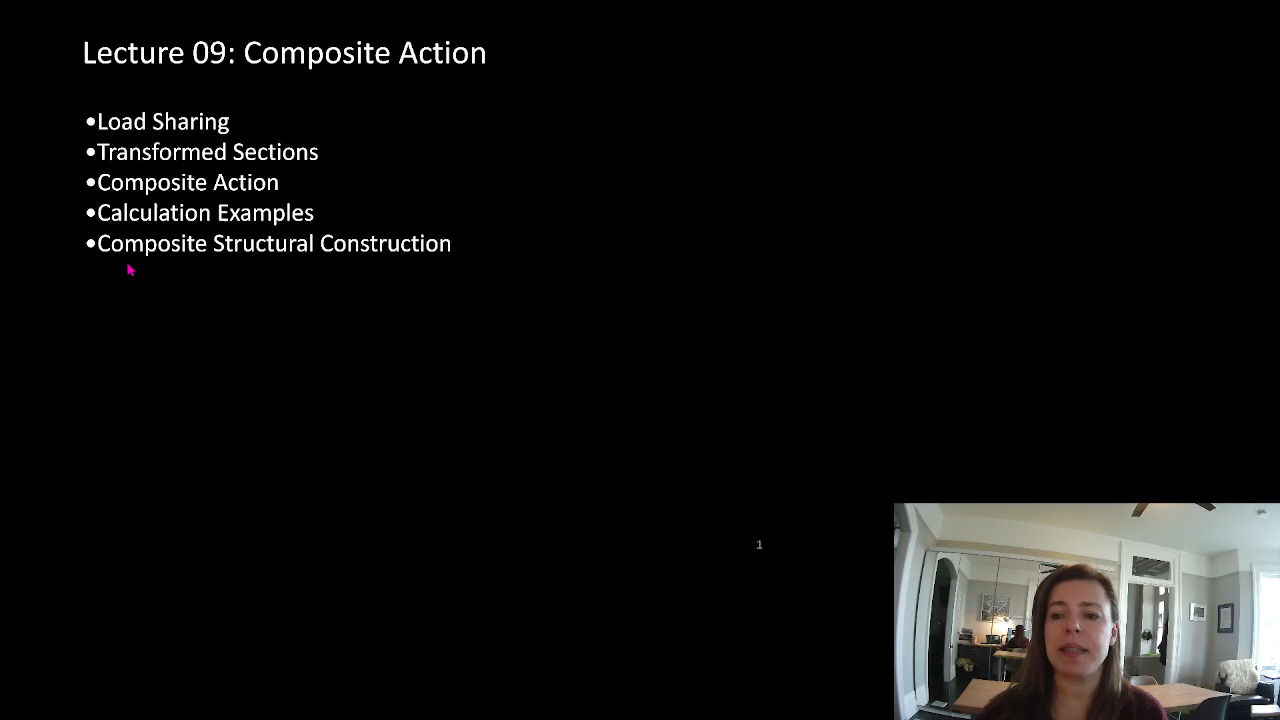 Lecture 09: Composite Action
•Load Sharing
•Transformed Sections
•Composite Action
•Calculation Examples
•Composite Structural Construction
1